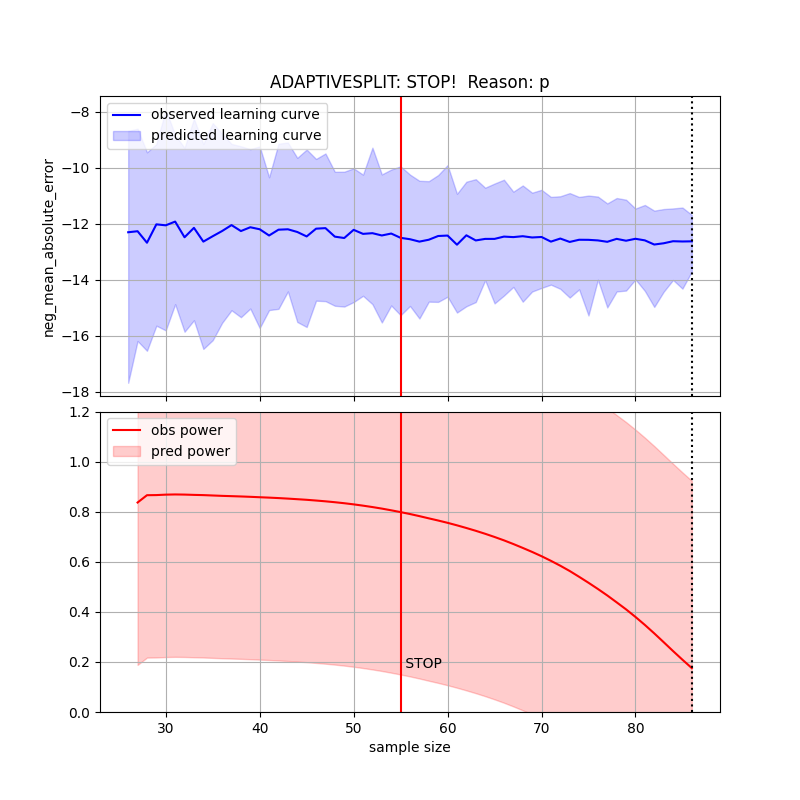 ADAPTIVESPLIT: STOP!  Reason: p
observed learning curve
predicted learning curve
neg_mean_absolute_error
−8
−10
−12
−14
−16
−18
obs power
pred power
1.2
1.0
0.8
0.6
0.4
0.2
0.0
STOP
30 40 50 60 70 80
sample size